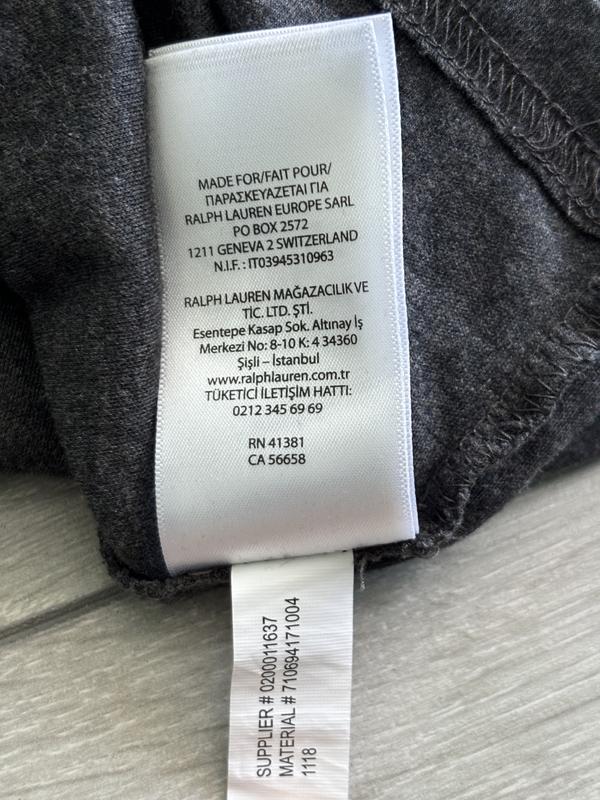 MADE FOR/FAIT POUR/
ΠΑΡΑΣΚΕΥΑΖΕΤΑΙ ΓΙΑ
RALPH LAUREN EUROPE SARL
PO BOX 2572
1211 GENEVA 2 SWITZERLAND
N.I.F. : IT03945310963
RALPH LAUREN MAĞAZACILIK VE
TİC. LTD. ŞTİ.
Esentepe Kasap Sok. Altınay İş
Merkezi No: 8-10 K: 4 34360
Şişli – İstanbul
www.ralphlauren.com.tr
TÜKETİCİ İLETİŞİM HATTI:
0212 345 69 69
RN 41381
CA 56658
SUPPLIER # 0200011637
MATERIAL # 710694171004
1118